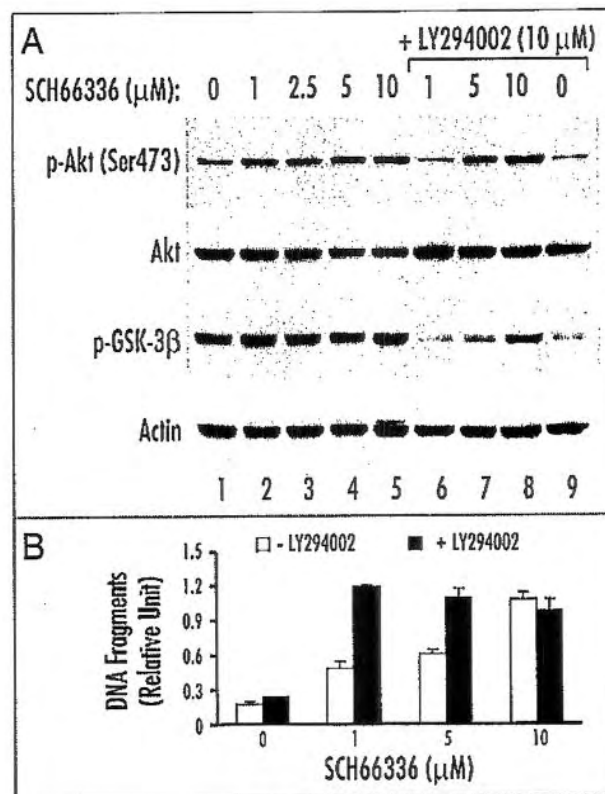 A
+ LY294002 (10 μM)
SCH66336 (μM): 0 1 2.5 5 10 1 5 10 0
p-Akt (Ser473)
Akt
p-GSK-3β
Actin
1 2 3 4 5 6 7 8 9
B
- LY294002 + LY294002
DNA Fragments
(Relative Unit)
1.5
1.2
0.9
0.6
0.3
0
0 1 5 10
SCH66336 (μM)